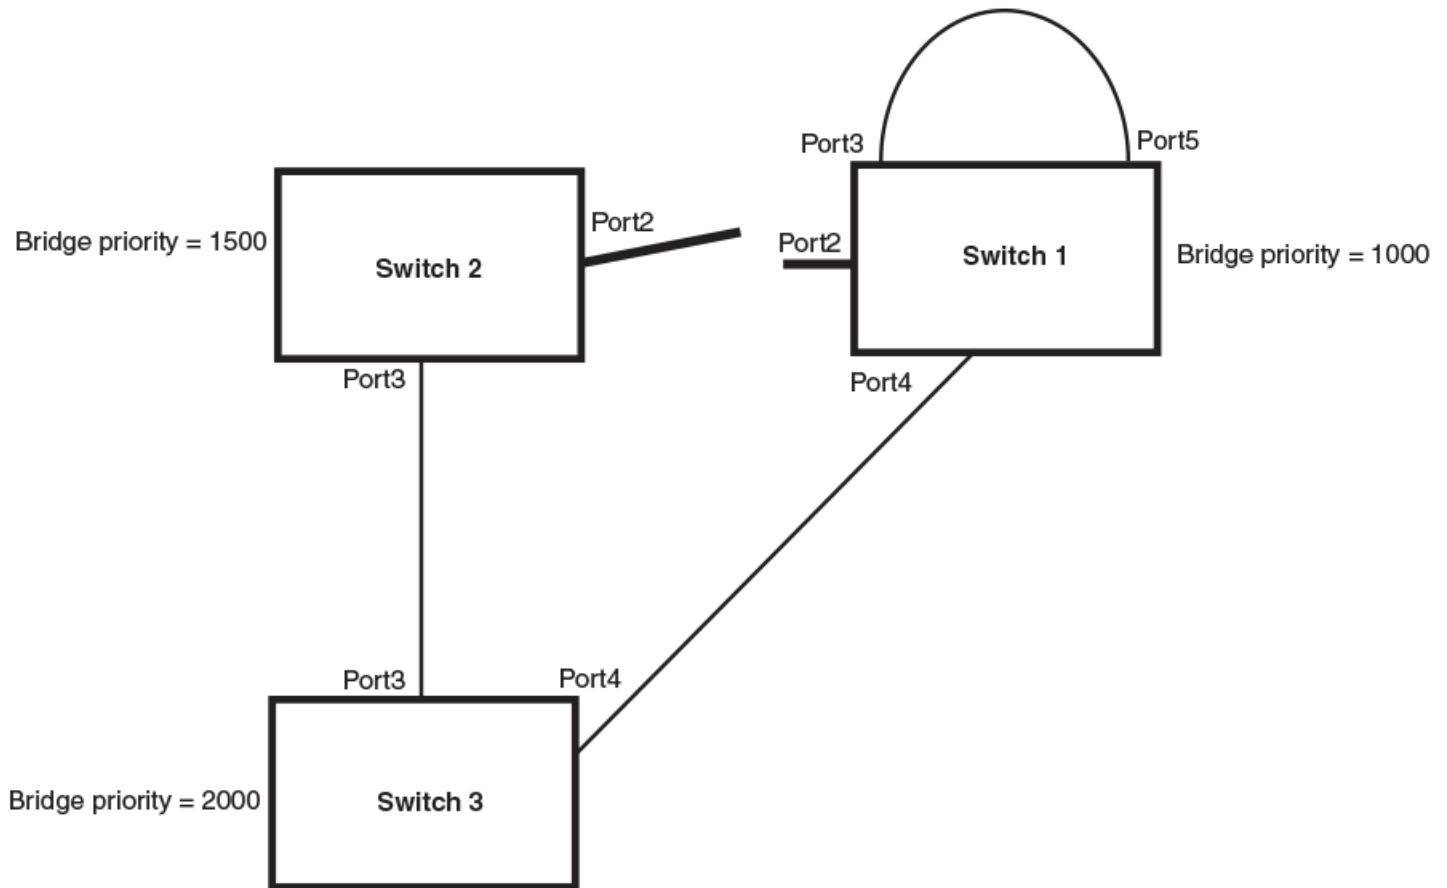 Port3
Port5
Port2
Bridge priority = 1500
Switch 2
Port2
Switch 1
Bridge priority = 1000
Port3
Port4
Port3
Port4
Bridge priority = 2000
Switch 3